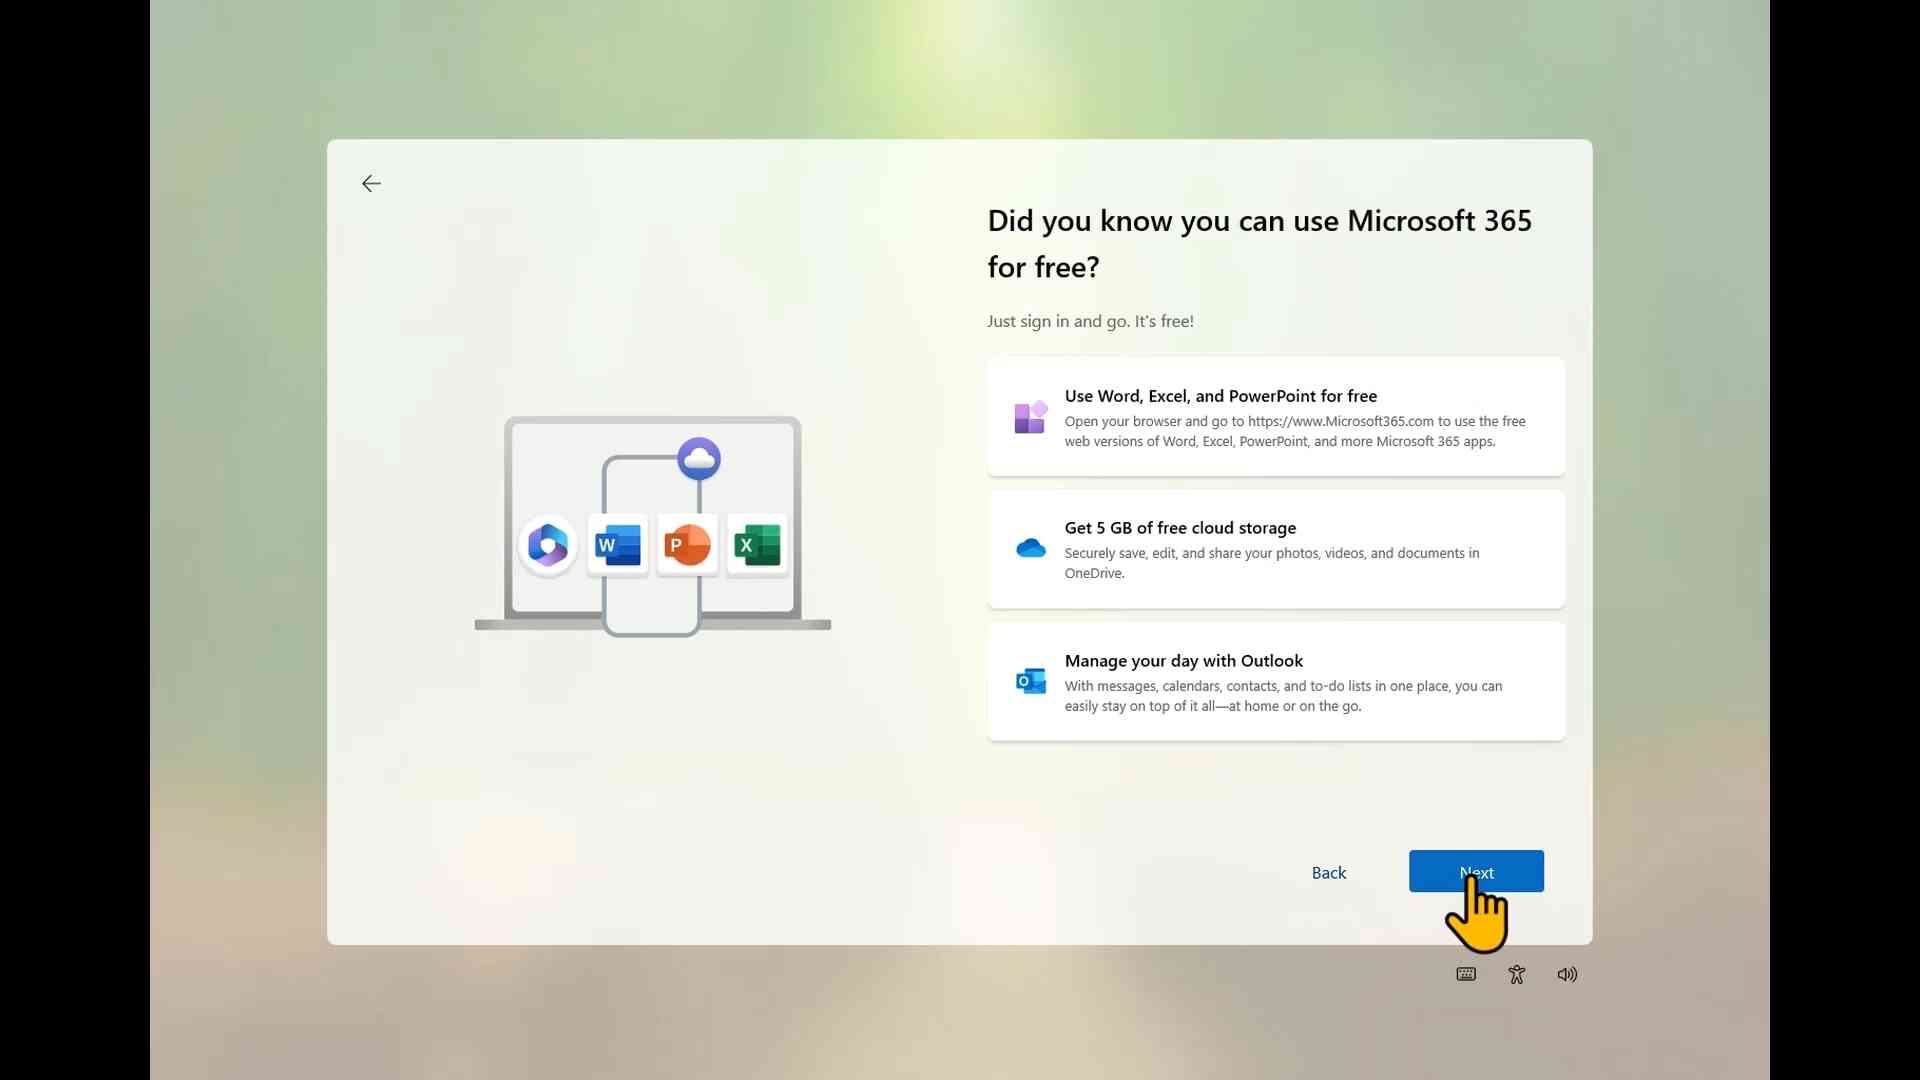 Did you know you can use Microsoft 365
for free?
Just sign in and go. It's free!
Use Word, Excel, and PowerPoint for free
Open your browser and go to https://www.Microsoft365.com to use the free
web versions of Word, Excel, PowerPoint, and more Microsoft 365 apps.
W P X
Get 5 GB of free cloud storage
Securely save, edit, and share your photos, videos, and documents in
OneDrive.
O
Manage your day with Outlook
With messages, calendars, contacts, and to-do lists in one place, you can
easily stay on top of it all—at home or on the go.
Back
Next